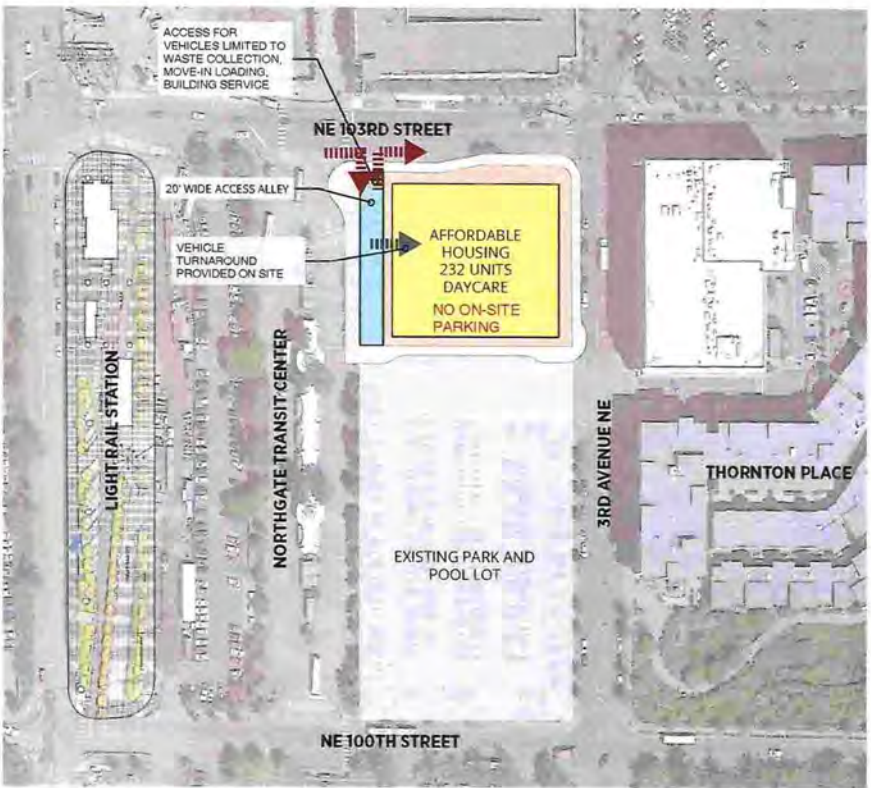 ACCESS FOR
VEHICLES LIMITED TO
WASTE COLLECTION,
MOVE-IN LOADING,
BUILDING SERVICE
NE 103RD STREET
20' WIDE ACCESS ALLEY
VEHICLE
TURNAROUND
PROVIDED ON SITE
AFFORDABLE
HOUSING
232 UNITS
DAYCARE
NO ON-SITE
PARKING
LIGHT RAIL STATION
NORTHGATE TRANSIT CENTER
3RD AVENUE NE
THORNTON PLACE
EXISTING PARK AND
POOL LOT
NE 100TH STREET